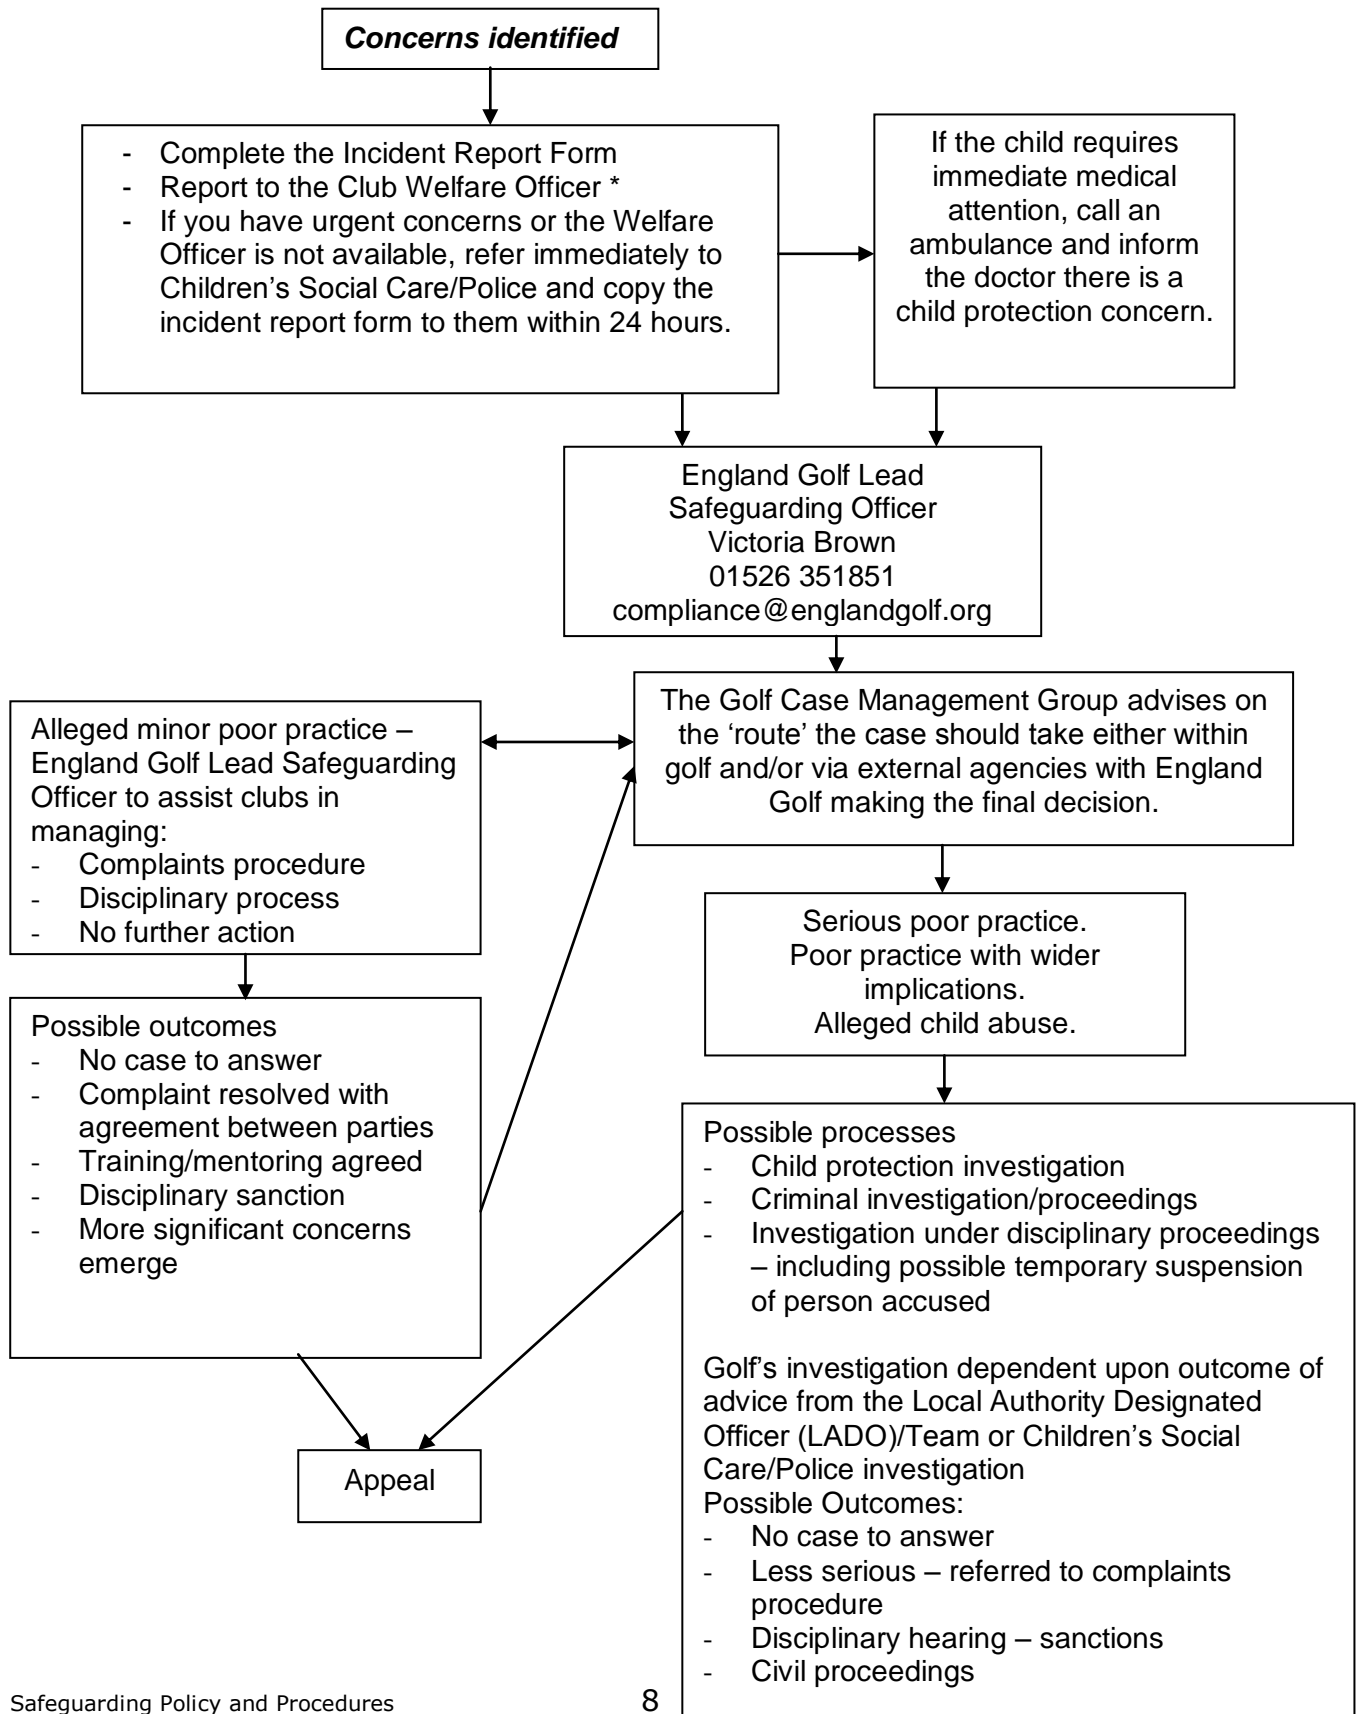 Concerns identified
- Complete the Incident Report Form
- Report to the Club Welfare Officer *
- If you have urgent concerns or the Welfare
Officer is not available, refer immediately to
Children's Social Care/Police and copy the
incident report form to them within 24 hours.
If the child requires
immediate medical
attention, call an
ambulance and inform
the doctor there is a
child protection concern.
England Golf Lead
Safeguarding Officer
Victoria Brown
01526 351851
compliance@englandgolf.org
The Golf Case Management Group advises on
the 'route' the case should take either within
golf and/or via external agencies with England
Golf making the final decision.
Alleged minor poor practice –
England Golf Lead Safeguarding
Officer to assist clubs in
managing:
- Complaints procedure
- Disciplinary process
- No further action
Serious poor practice.
Poor practice with wider
implications.
Alleged child abuse.
Possible outcomes
- No case to answer
- Complaint resolved with
agreement between parties
- Training/mentoring agreed
- Disciplinary sanction
- More significant concerns
emerge
Possible processes
- Child protection investigation
- Criminal investigation/proceedings
- Investigation under disciplinary proceedings
– including possible temporary suspension
of person accused
Golf's investigation dependent upon outcome of
advice from the Local Authority Designated
Officer (LADO)/Team or Children's Social
Care/Police investigation
Possible Outcomes:
- No case to answer
- Less serious – referred to complaints
procedure
- Disciplinary hearing – sanctions
- Civil proceedings
Appeal
Safeguarding Policy and Procedures
8